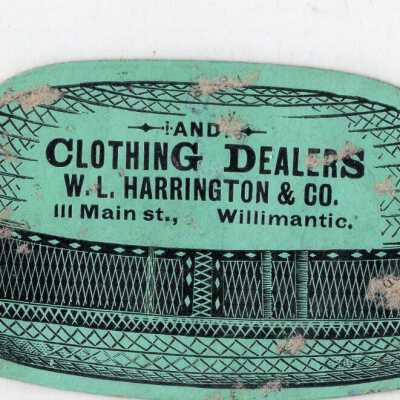 AND
CLOTHING DEALERS
W. L. HARRINGTON & CO.
111 Main st., Willimantic.